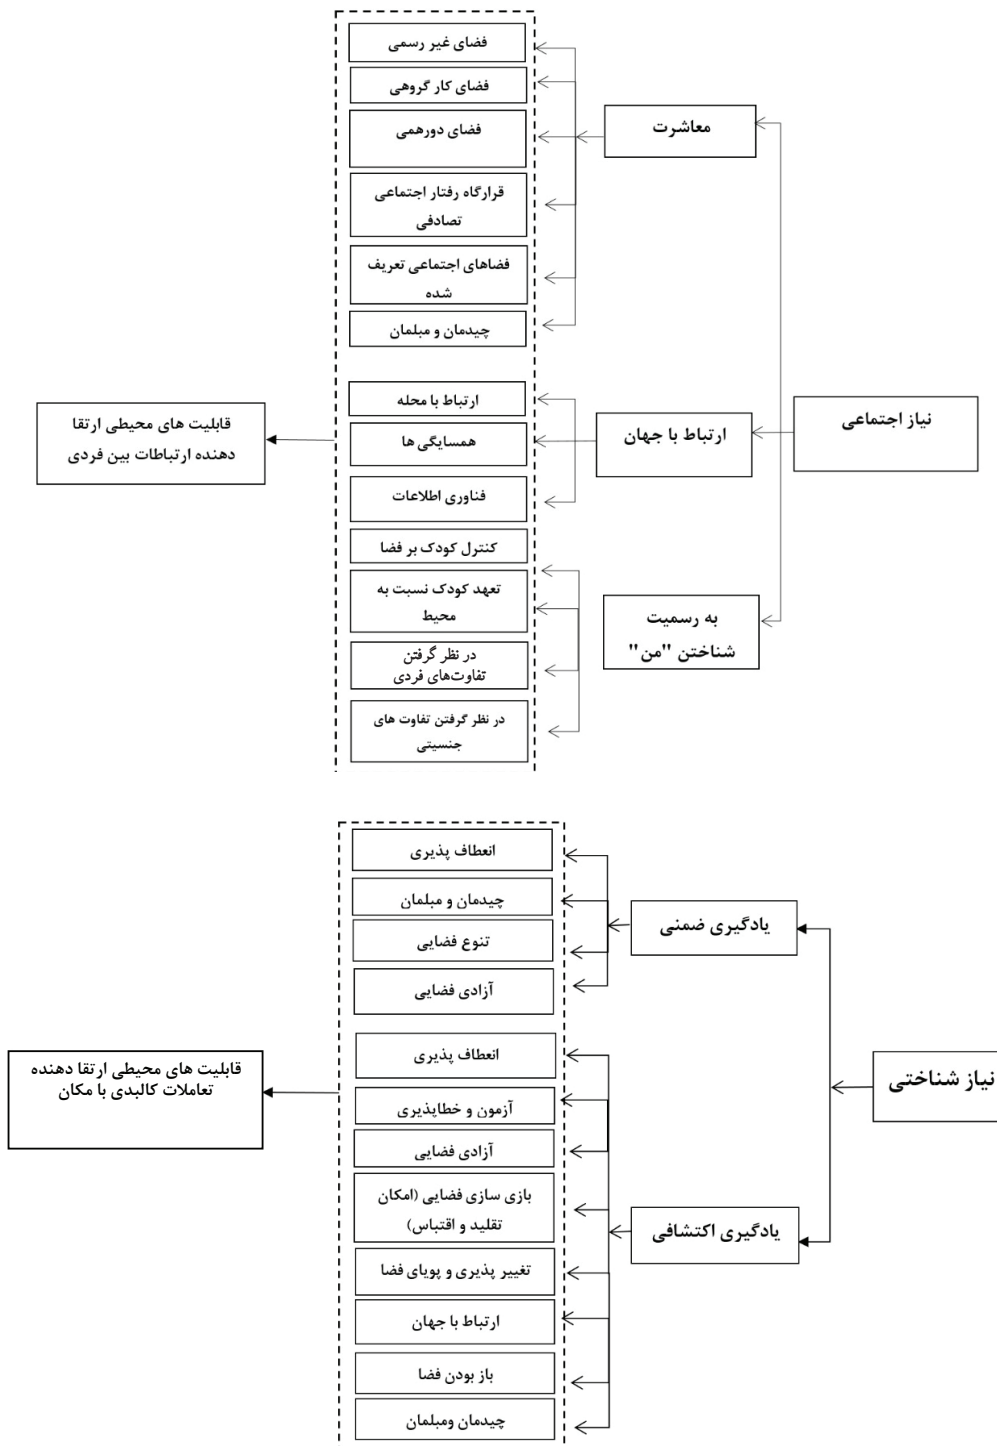 نیاز اجتماعی
معاشرت
فضای غیر رسمی
فضای کار گروهی
فضای دورهمی
قرارگاه رفتار اجتماعی
تصادفی
فضاهای اجتماعی تعریف
شده
چیدمان و مبلمان
ارتباط با جهان
ارتباط با محله
همسایگی ها
فناوری اطلاعات
به رسمیت
شناختن "من"
کنترل کودک بر فضا
تعهد کودک نسبت به
محیط
در نظر گرفتن
تفاوت‌های فردی
در نظر گرفتن تفاوت های
جنسیتی
قابلیت های محیطی ارتقا
دهنده ارتباطات بین فردی
نیاز شناختی
یادگیری ضمنی
انعطاف پذیری
چیدمان و مبلمان
تنوع فضایی
آزادی فضایی
یادگیری اکتشافی
انعطاف پذیری
آزمون و خطاپذیری
آزادی فضایی
بازی سازی فضایی (امکان
تقلید و اقتباس)
تغییر پذیری و پویای فضا
ارتباط با جهان
باز بودن فضا
چیدمان ومبلمان
قابلیت های محیطی ارتقا دهنده
تعاملات کالبدی با مکان